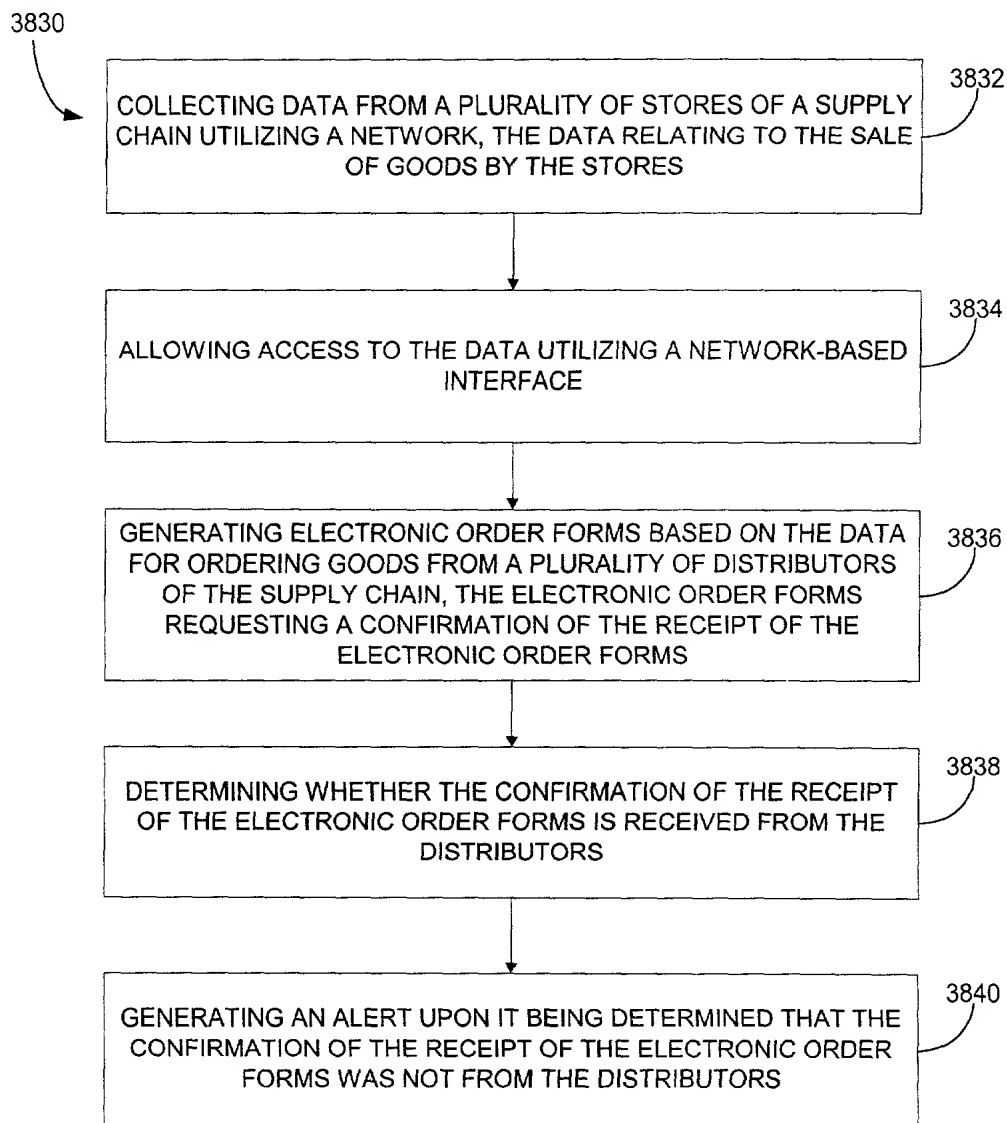 3830
3832
COLLECTING DATA FROM A PLURALITY OF STORES OF A SUPPLY
CHAIN UTILIZING A NETWORK, THE DATA RELATING TO THE SALE
OF GOODS BY THE STORES
3834
ALLOWING ACCESS TO THE DATA UTILIZING A NETWORK-BASED
INTERFACE
3836
GENERATING ELECTRONIC ORDER FORMS BASED ON THE DATA
FOR ORDERING GOODS FROM A PLURALITY OF DISTRIBUTORS
OF THE SUPPLY CHAIN, THE ELECTRONIC ORDER FORMS
REQUESTING A CONFIRMATION OF THE RECEIPT OF THE
ELECTRONIC ORDER FORMS
3838
DETERMINING WHETHER THE CONFIRMATION OF THE RECEIPT
OF THE ELECTRONIC ORDER FORMS IS RECEIVED FROM THE
DISTRIBUTORS
3840
GENERATING AN ALERT UPON IT BEING DETERMINED THAT THE
CONFIRMATION OF THE RECEIPT OF THE ELECTRONIC ORDER
FORMS WAS NOT FROM THE DISTRIBUTORS